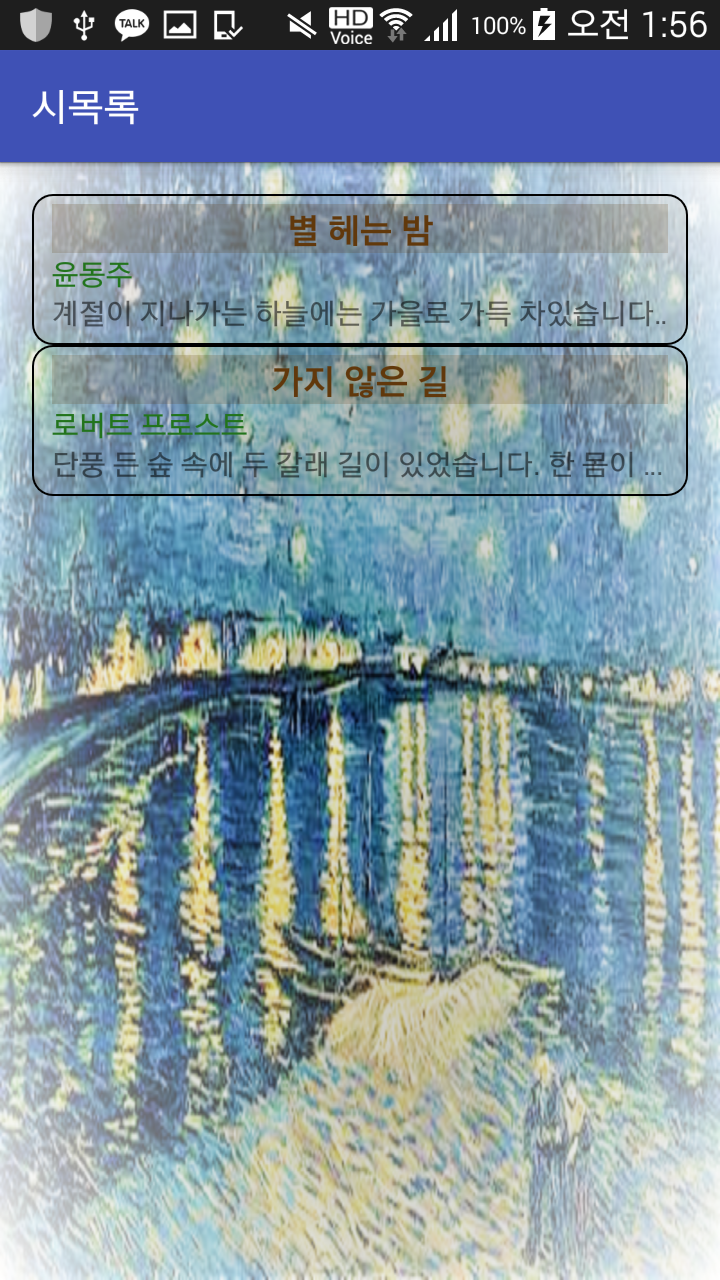 TALK
HD
Voice
100%
오전 1:56
시목록
별 헤는 밤
윤동주
계절이 지나가는 하늘에는 가을로 가득 차있습니다..
가지 않은 길
로버트 프로스트
단풍 든 숲 속에 두 갈래 길이 있었습니다. 한 몸이 ...